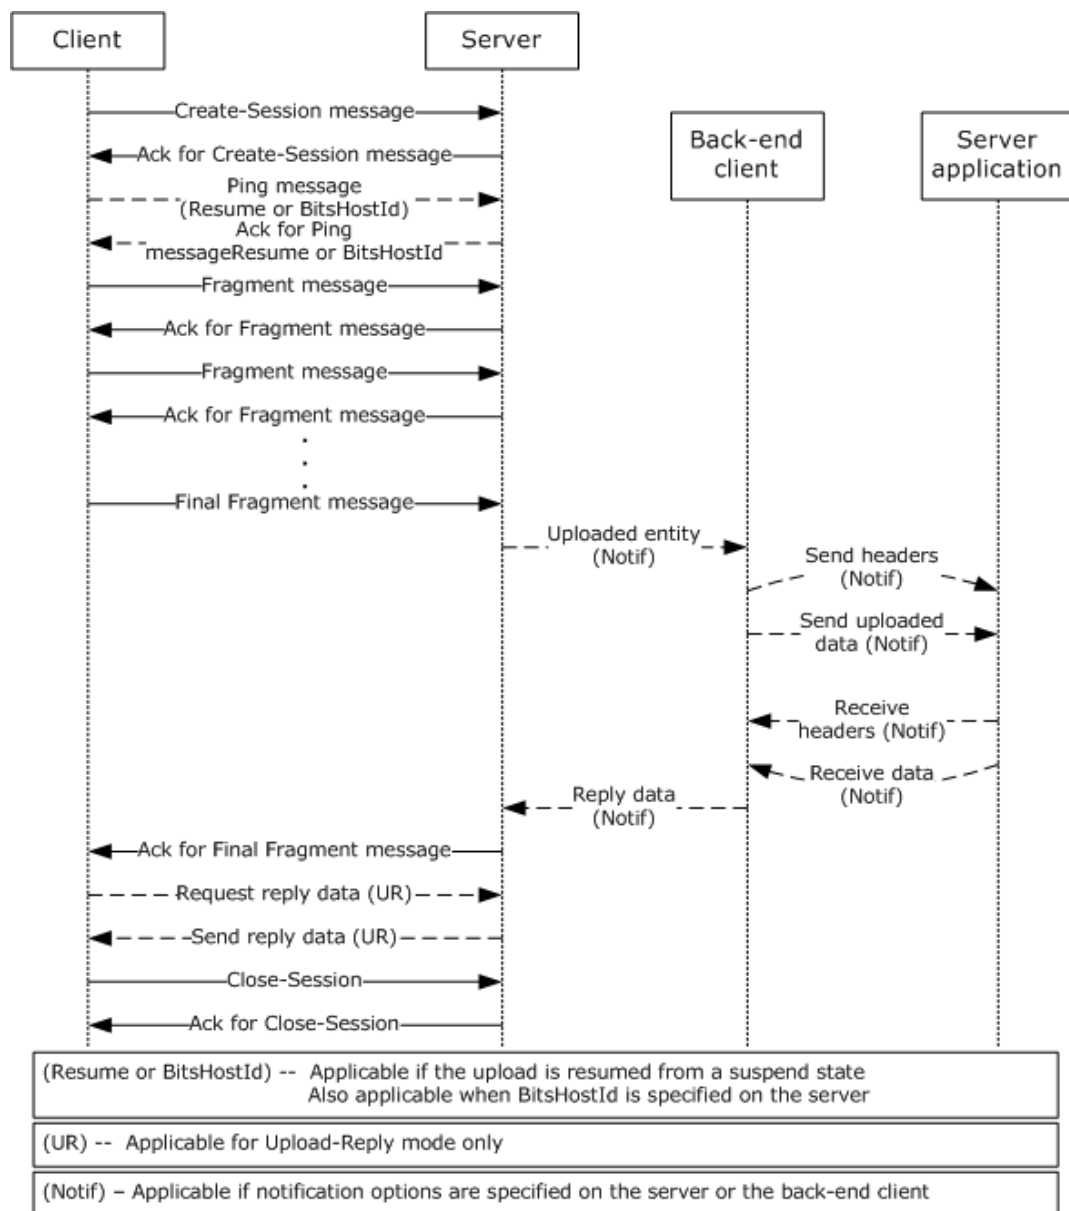 Client
Server
Create-Session message
Back-end
client
Server
application
Ack for Create-Session message
Ping message
(Resume or BitsHostId)
Ack for Ping
messageResume or BitsHostId
Fragment message
Ack for Fragment message
Fragment message
Ack for Fragment message
Final Fragment message
Uploaded entity
(Notif)
Send headers
(Notif)
Send uploaded
data (Notif)
Receive
headers (Notif)
Receive data
(Notif)
Reply data
(Notif)
Ack for Final Fragment message
Request reply data (UR)
Send reply data (UR)
Close-Session
Ack for Close-Session
(Resume or BitsHostId) -- Applicable if the upload is resumed from a suspend state
Also applicable when BitsHostId is specified on the server
(UR) -- Applicable for Upload-Reply mode only
(Notif) – Applicable if notification options are specified on the server or the back-end client